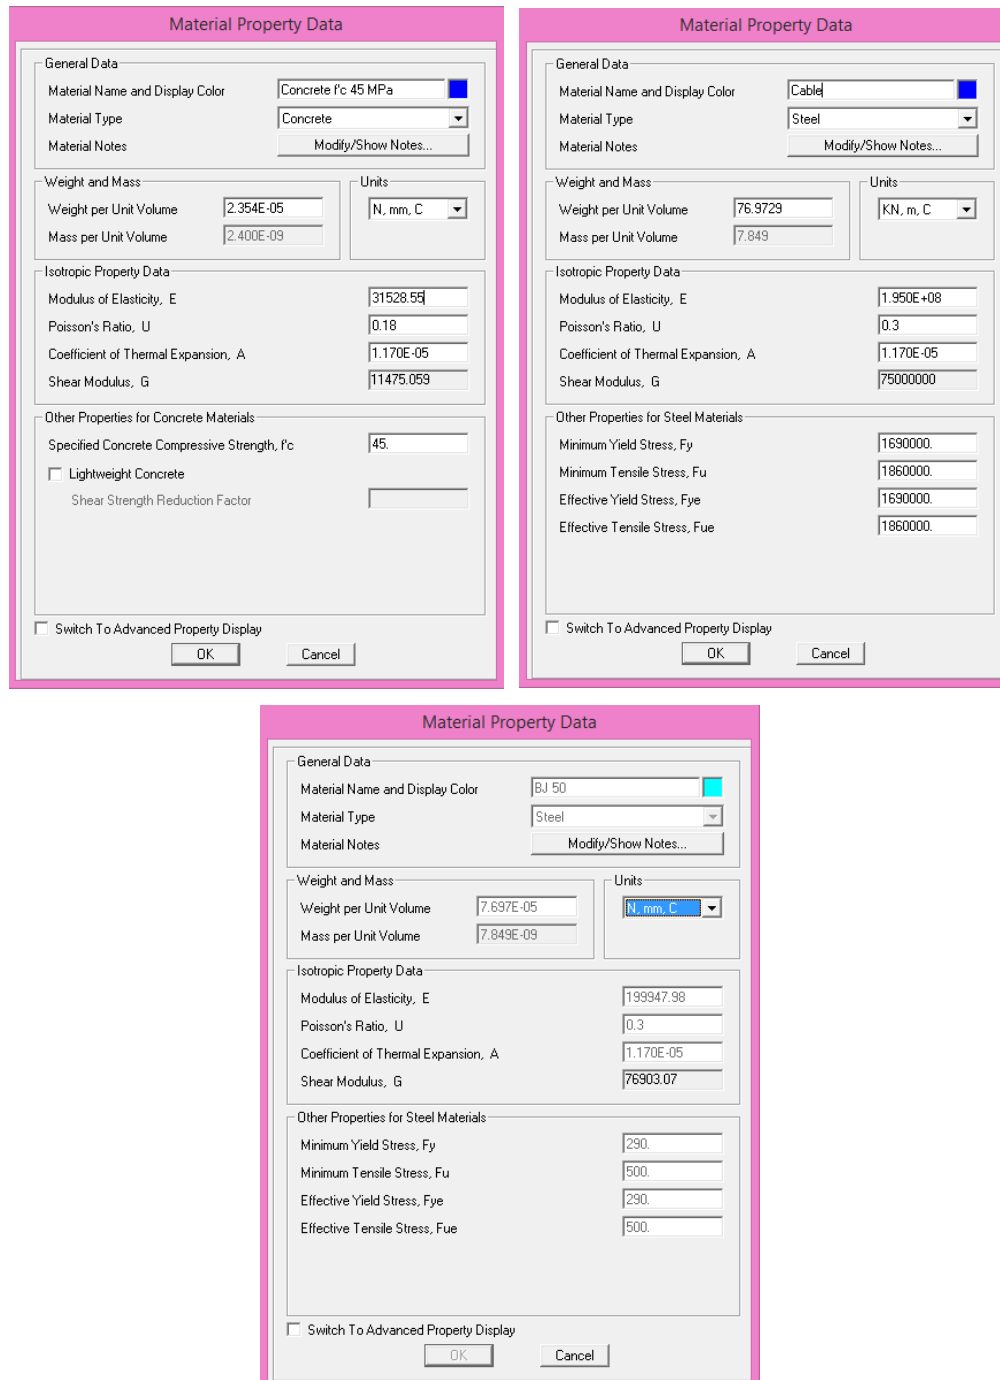 Material Property Data
General Data
Material Name and Display Color Concrete f'c 45 MPa
Material Type Concrete
Material Notes Modify/Show Notes...
Weight and Mass Units
Weight per Unit Volume 2.354E-05 N, mm, C
Mass per Unit Volume 2.400E-09
Isotropic Property Data
Modulus of Elasticity, E 31528.55
Poisson's Ratio, U 0.18
Coefficient of Thermal Expansion, A 1.170E-05
Shear Modulus, G 11475.059
Other Properties for Concrete Materials
Specified Concrete Compressive Strength, f'c 45.
Lightweight Concrete
Shear Strength Reduction Factor
Switch To Advanced Property Display
OK Cancel
Material Property Data
General Data
Material Name and Display Color Cable
Material Type Steel
Material Notes Modify/Show Notes...
Weight and Mass Units
Weight per Unit Volume 76.9729 KN, m, C
Mass per Unit Volume 7.849
Isotropic Property Data
Modulus of Elasticity, E 1.950E+08
Poisson's Ratio, U 0.3
Coefficient of Thermal Expansion, A 1.170E-05
Shear Modulus, G 75000000
Other Properties for Steel Materials
Minimum Yield Stress, Fy 1690000.
Minimum Tensile Stress, Fu 1860000.
Effective Yield Stress, Fye 1690000.
Effective Tensile Stress, Fue 1860000.
Switch To Advanced Property Display
OK Cancel
Material Property Data
General Data
Material Name and Display Color BJ 50
Material Type Steel
Material Notes Modify/Show Notes...
Weight and Mass Units
Weight per Unit Volume 7.697E-05 N, mm, C
Mass per Unit Volume 7.849E-09
Isotropic Property Data
Modulus of Elasticity, E 199947.98
Poisson's Ratio, U 0.3
Coefficient of Thermal Expansion, A 1.170E-05
Shear Modulus, G 76903.07
Other Properties for Steel Materials
Minimum Yield Stress, Fy 290.
Minimum Tensile Stress, Fu 500.
Effective Yield Stress, Fye 290.
Effective Tensile Stress, Fue 500.
Switch To Advanced Property Display
OK Cancel